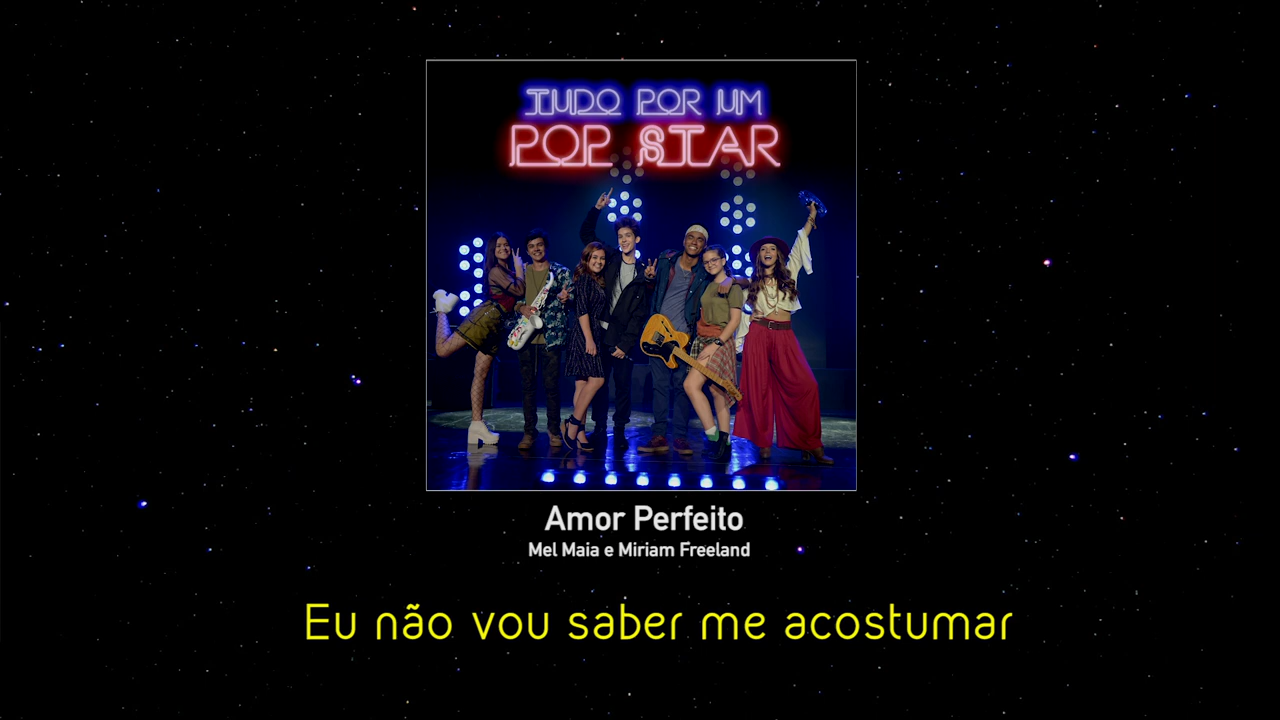 TUDO POR UM
POP STAR
Amor Perfeito
Mel Maia e Miriam Freeland
Eu não vou saber me acostumar